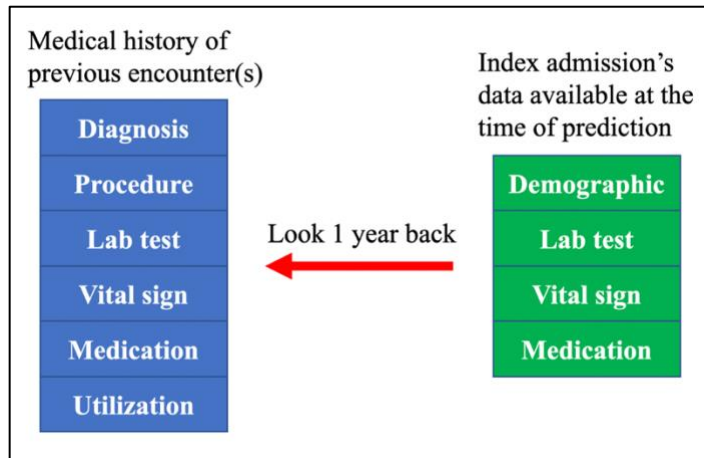 Medical history of
previous encounter(s)
Diagnosis
Procedure
Lab test
Vital sign
Medication
Utilization
Look 1 year back
Index admission’s
data available at the
time of prediction
Demographic
Lab test
Vital sign
Medication